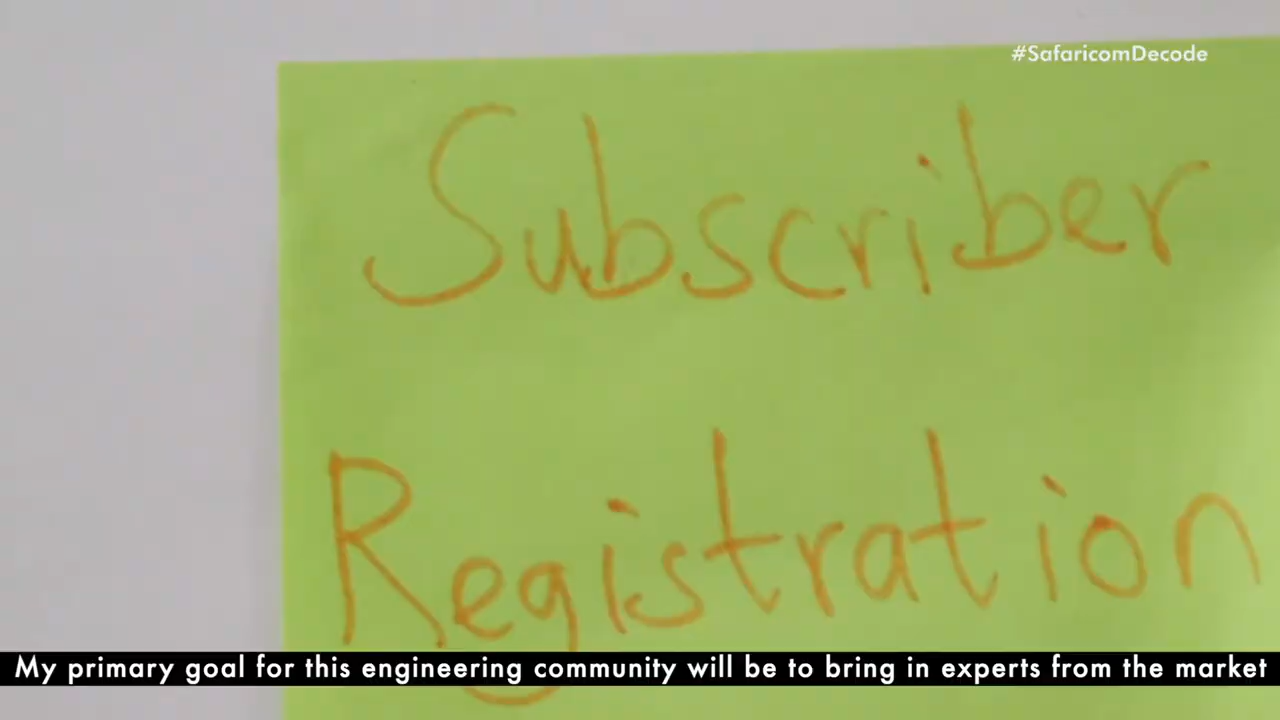 #SafaricomDecode
Subscriber
Registration
My primary goal for this engineering community will be to bring in experts from the market